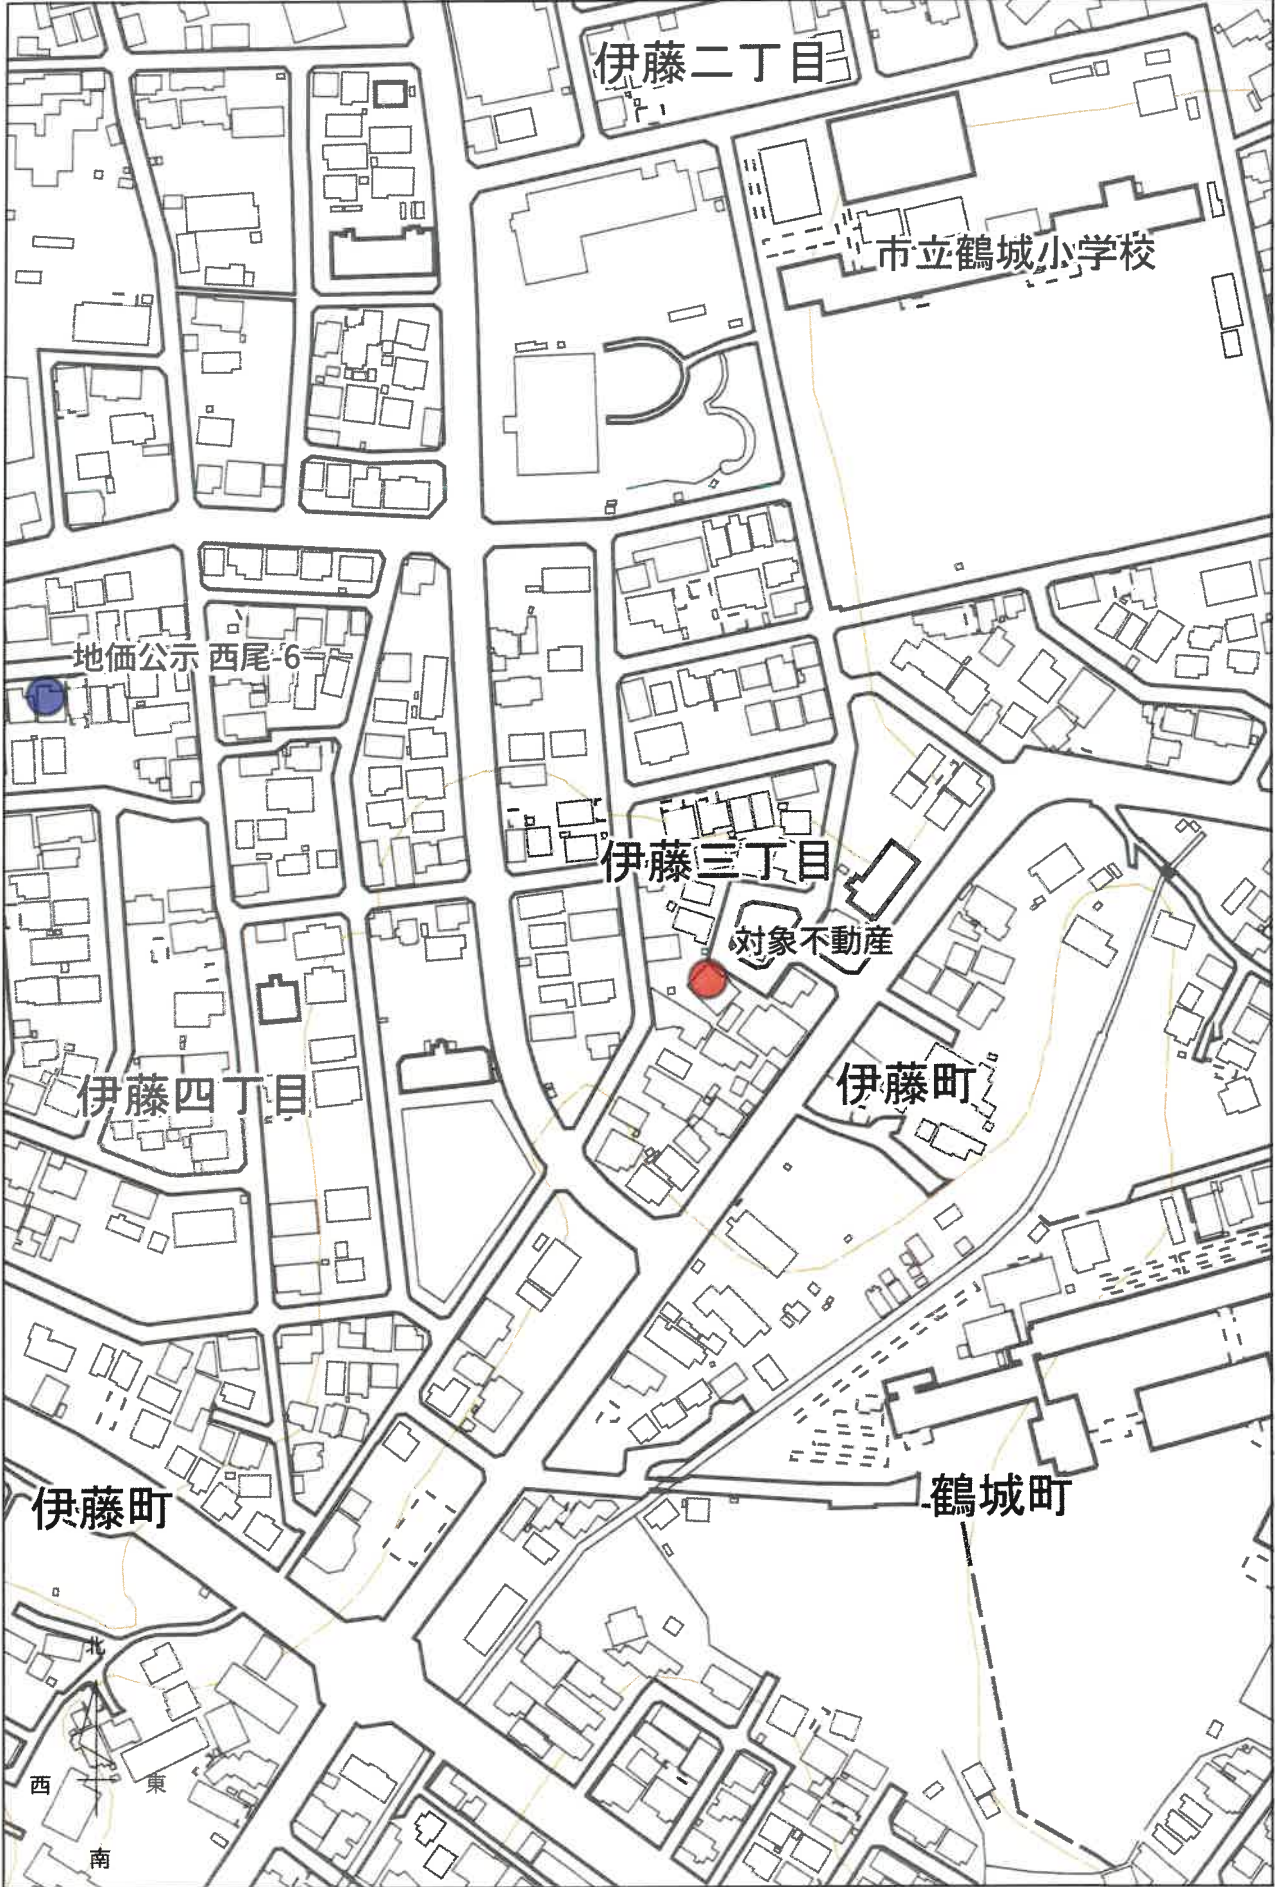 伊藤二丁目
市立鶴城小学校
地価公示 西尾-6
伊藤三丁目
対象不動産
伊藤町
伊藤四丁目
伊藤町
鶴城町
北
西
東
南